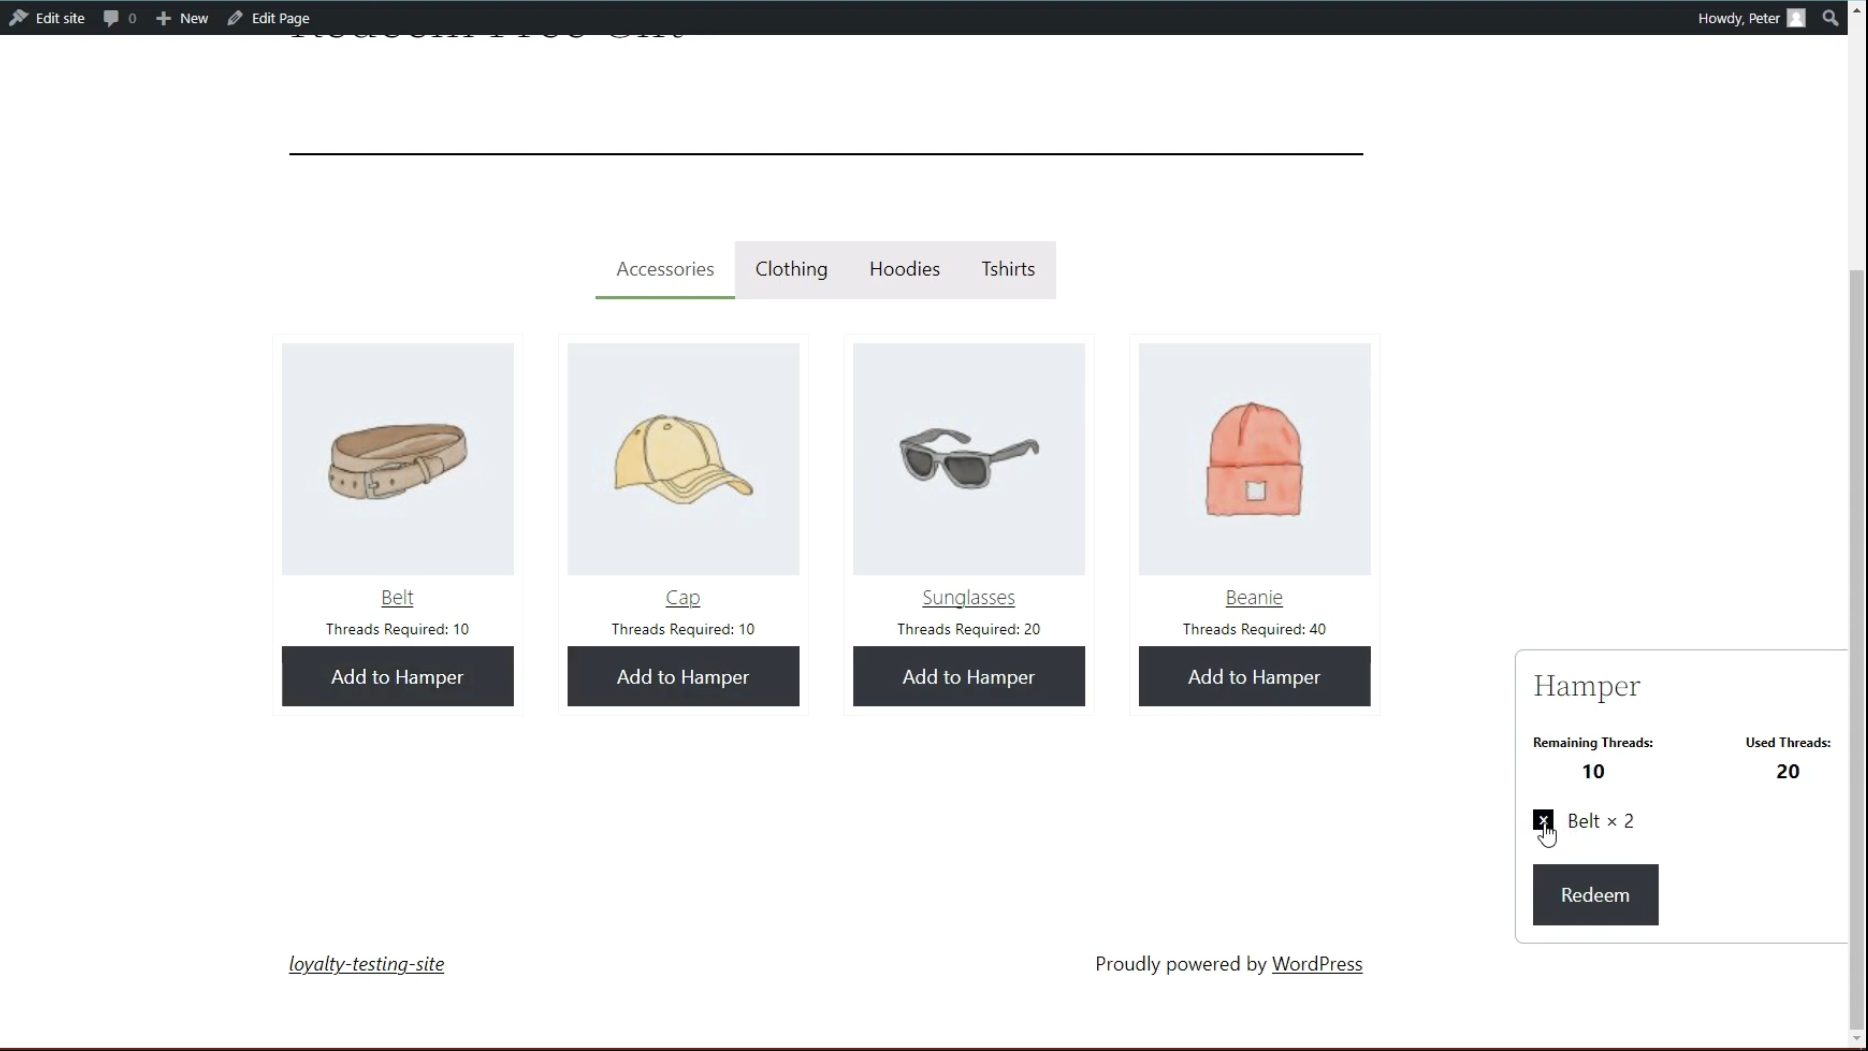 Edit site 0 New Edit Page Howdy, Peter
Redeem Free Gift
Accessories Clothing Hoodies Tshirts
Belt Cap Sunglasses Beanie
Threads Required: 10 Threads Required: 10 Threads Required: 20 Threads Required: 40
Add to Hamper Add to Hamper Add to Hamper Add to Hamper
Hamper
Remaining Threads: Used Threads:
10 20
× Belt × 2
Redeem
loyalty-testing-site Proudly powered by WordPress